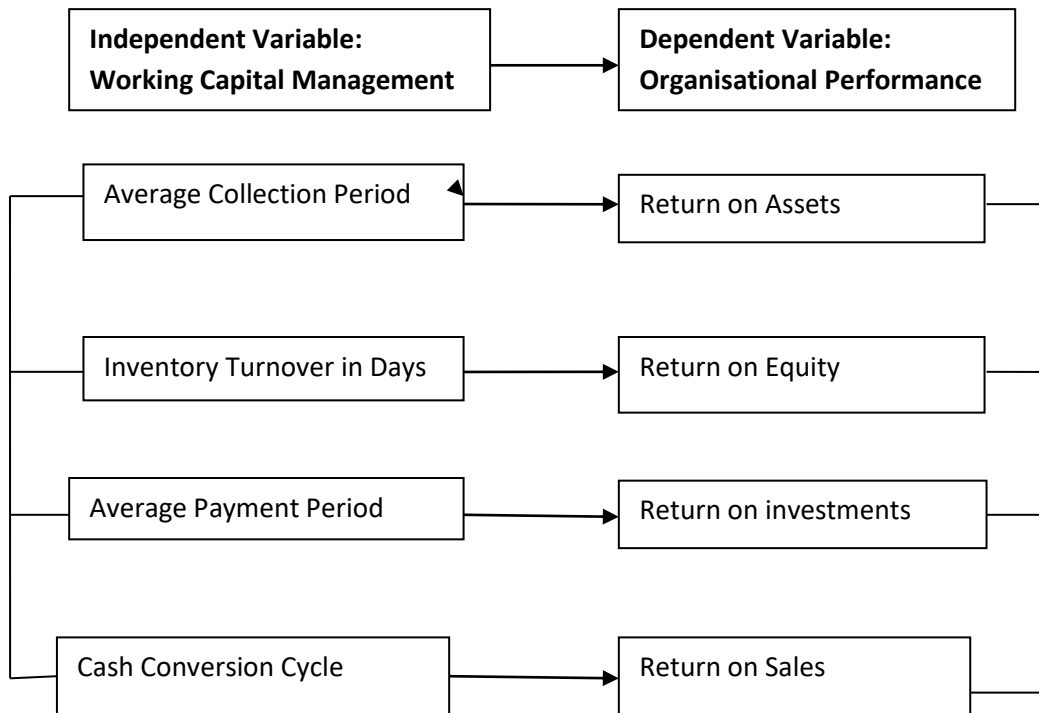 Independent Variable:
Working Capital Management
Dependent Variable:
Organisational Performance
Average Collection Period
Return on Assets
Inventory Turnover in Days
Return on Equity
Average Payment Period
Return on investments
Cash Conversion Cycle
Return on Sales